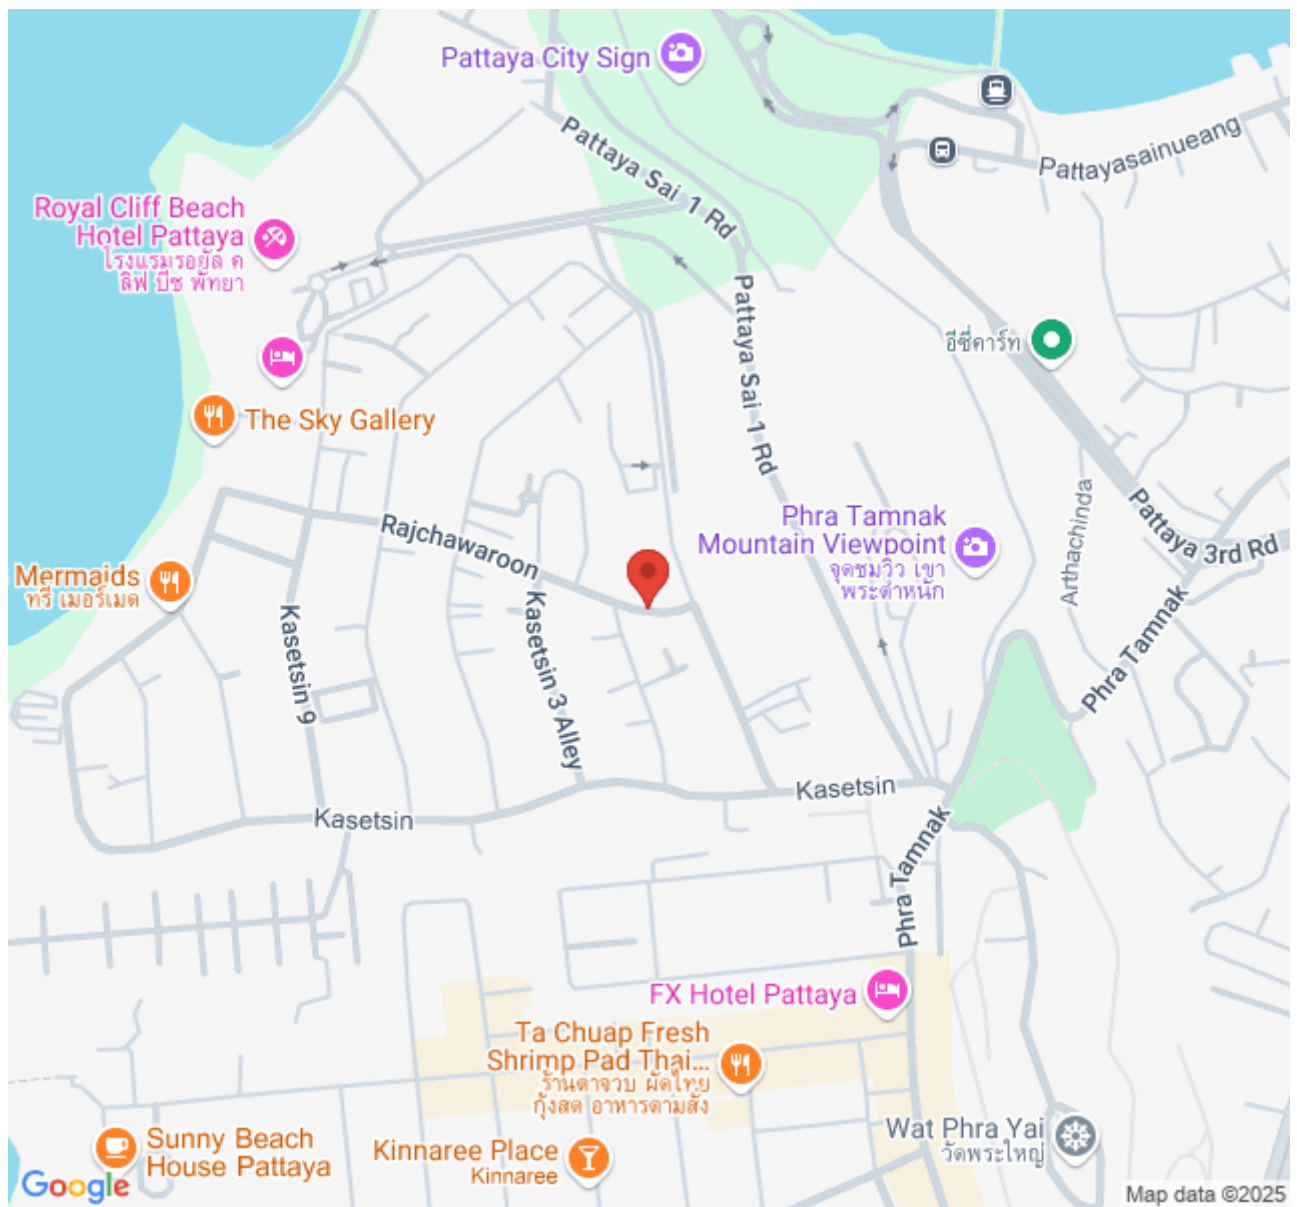 Pattaya City Sign
Pattaya Sai 1 Rd
Pattayasainueang
Royal Cliff Beach
Hotel Pattaya
โรงแรมรอยัล ค
ลิฟ บีช พัทยา
Pattaya Sai 1 Rd
อีซี่คาร์ท
The Sky Gallery
Rajchawaroon
Phra Tamnak
Mountain Viewpoint
จุดชมวิว เขา
พระตำหนัก
Arthachinda
Pattaya 3rd Rd
Mermaids
ทรี เมอร์เมด
Kasetsin 9
Kasetsin 3 Alley
Phra Tamnak
Kasetsin
Kasetsin
Phra Tamnak
FX Hotel Pattaya
Ta Chuap Fresh
Shrimp Pad Thai...
ร้านตาจวบ ผัดไทย
กุ้งสด อาหารตามสั่ง
Sunny Beach
House Pattaya
Kinnaree Place
Kinnaree
Wat Phra Yai
วัดพระใหญ่
Google
Map data ©2025